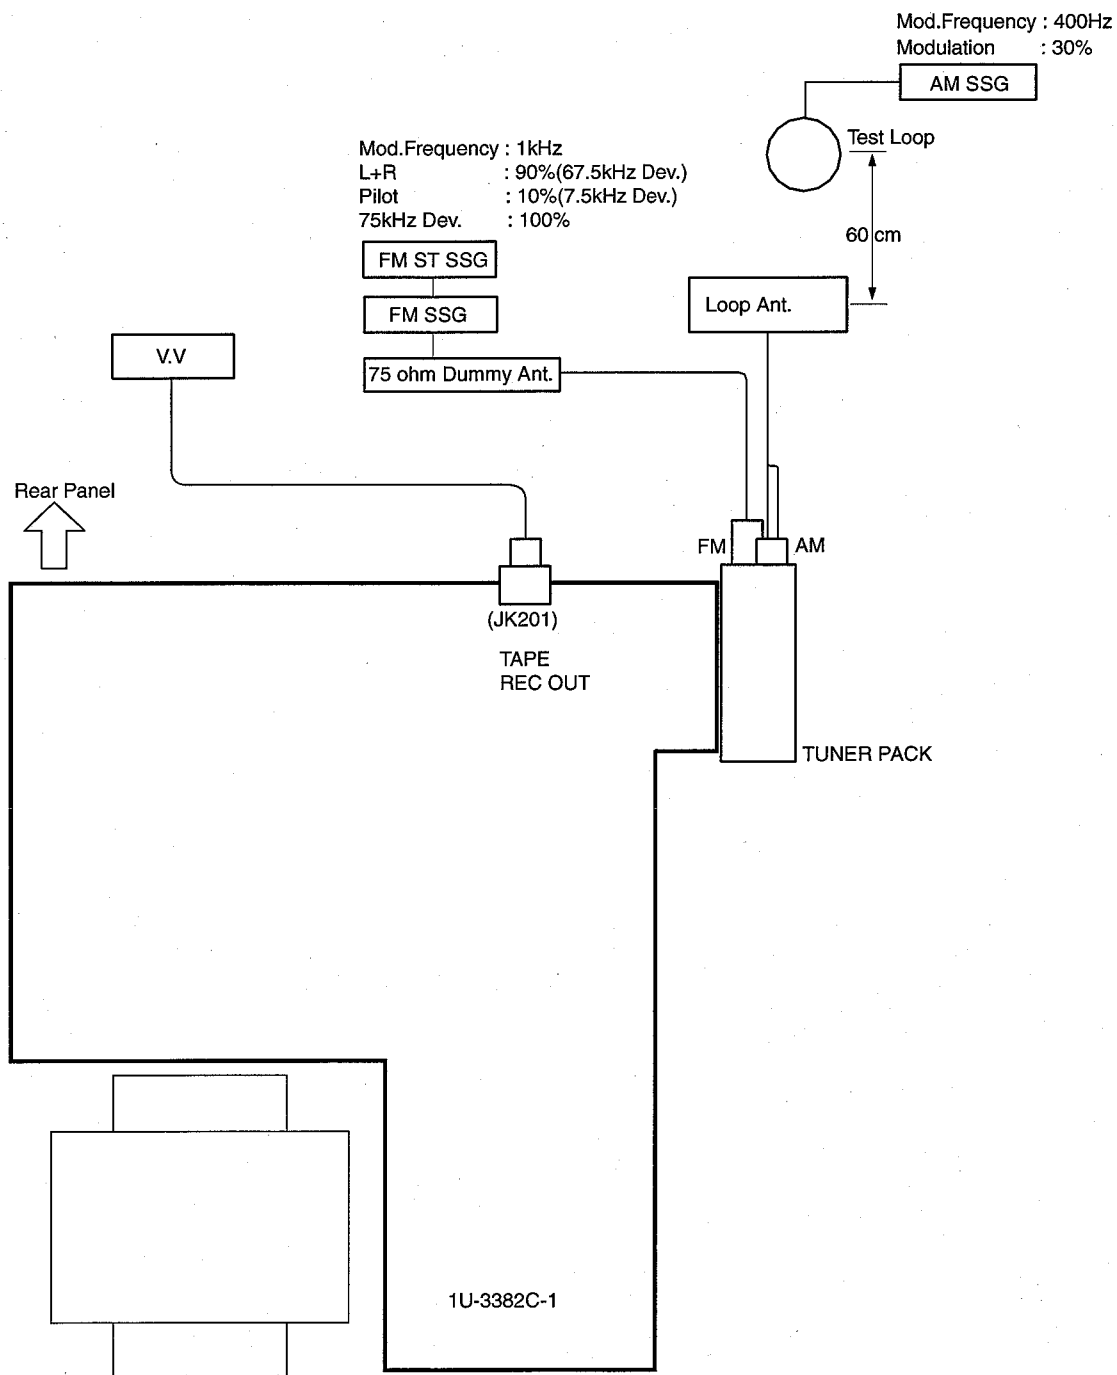 Mod.Frequency : 400Hz
Modulation : 30%
AM SSG
Test Loop
60 cm
Mod.Frequency : 1kHz
L+R : 90%(67.5kHz Dev.)
Pilot : 10%(7.5kHz Dev.)
75kHz Dev. : 100%
FM ST SSG
FM SSG
75 ohm Dummy Ant.
Loop Ant.
V.V
Rear Panel
FM
AM
(JK201)
TAPE
REC OUT
TUNER PACK
1U-3382C-1